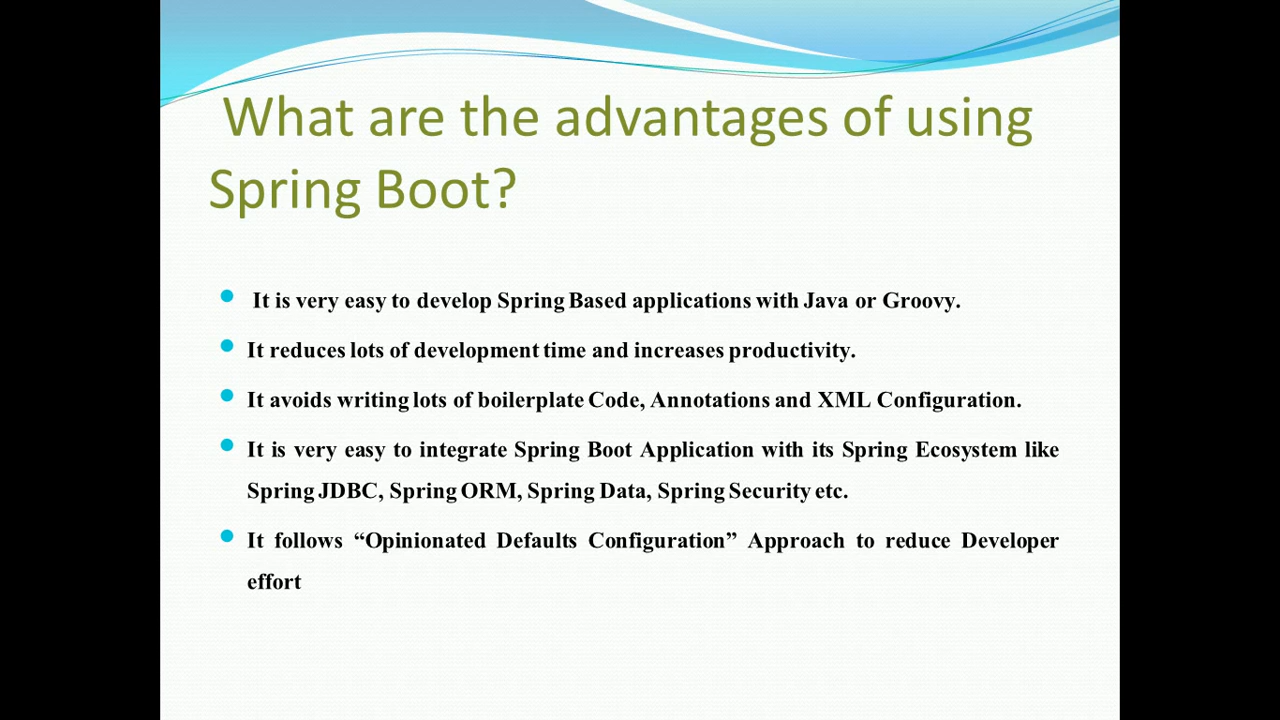 What are the advantages of using
Spring Boot?
It is very easy to develop Spring Based applications with Java or Groovy.
It reduces lots of development time and increases productivity.
It avoids writing lots of boilerplate Code, Annotations and XML Configuration.
It is very easy to integrate Spring Boot Application with its Spring Ecosystem like
Spring JDBC, Spring ORM, Spring Data, Spring Security etc.
It follows “Opinionated Defaults Configuration” Approach to reduce Developer
effort